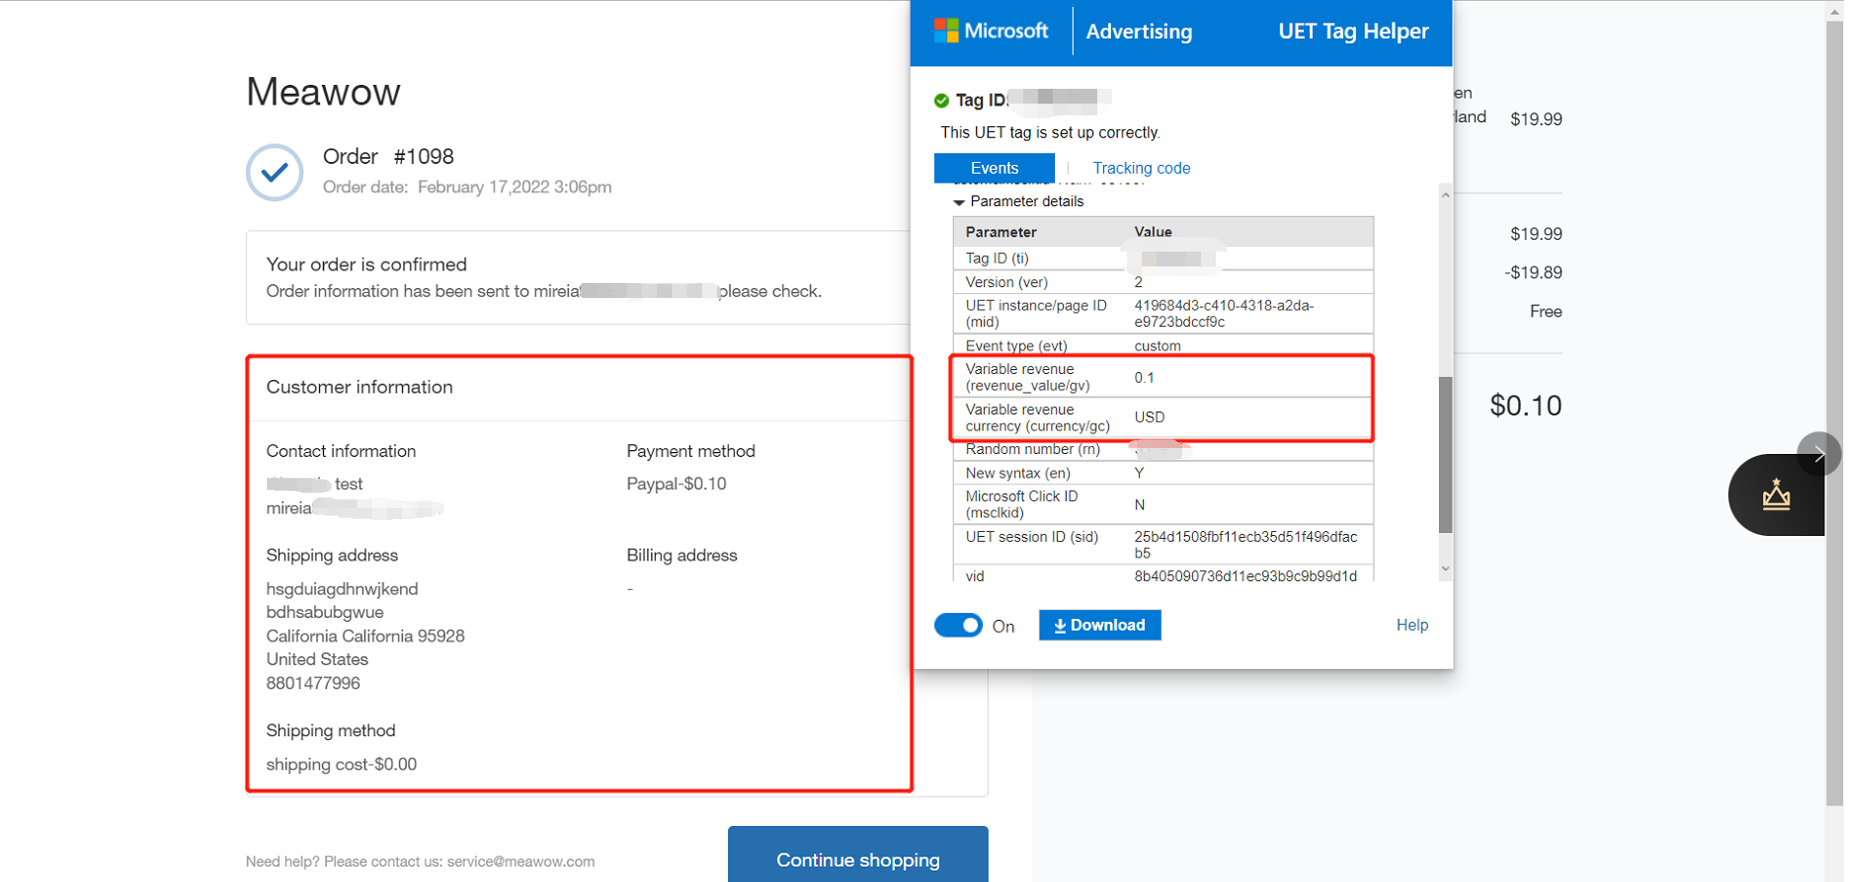 Meawow
Order #1098
Order date: February 17,2022 3:06pm
Your order is confirmed
Order information has been sent to mireia please check.
Customer information
Contact information
test
mireia
Payment method
Paypal-$0.10
Shipping address
hsgduiagdhnwjkend
bdhsabubgwue
California California 95928
United States
8801477996
Billing address
-
Shipping method
shipping cost-$0.00
Need help? Please contact us: service@meawow.com
Continue shopping
Microsoft Advertising UET Tag Helper
Tag ID:
This UET tag is set up correctly.
Events | Tracking code
Parameter details
Parameter Value
Tag ID (ti)
Version (ver) 2
UET instance/page ID 419684d3-c410-4318-a2da-
(mid) e9723bdccf9c
Event type (evt) custom
Variable revenue
(revenue_value/gv) 0.1
Variable revenue
currency (currency/gc) USD
Random number (rn)
New syntax (en) Y
Microsoft Click ID
(msclkid) N
UET session ID (sid) 25b4d1508fbf11ecb35d51f496dfac
b5
vid 8b405090736d11ec93b9c9b99d1d
On
Download
Help
en
land $19.99
$19.99
-$19.89
Free
$0.10